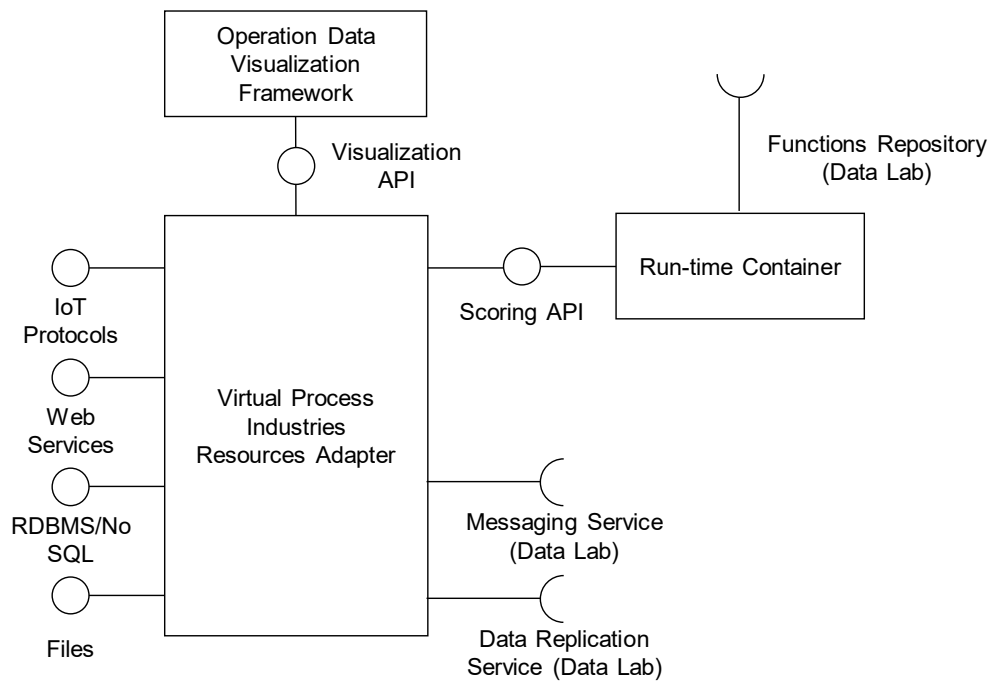 Operation Data
Visualization
Framework
Visualization
API
Functions Repository
(Data Lab)
Run-time Container
IoT
Protocols
Scoring API
Web
Services
Virtual Process
Industries
Resources Adapter
RDBMS/No
SQL
Messaging Service
(Data Lab)
Files
Data Replication
Service (Data Lab)